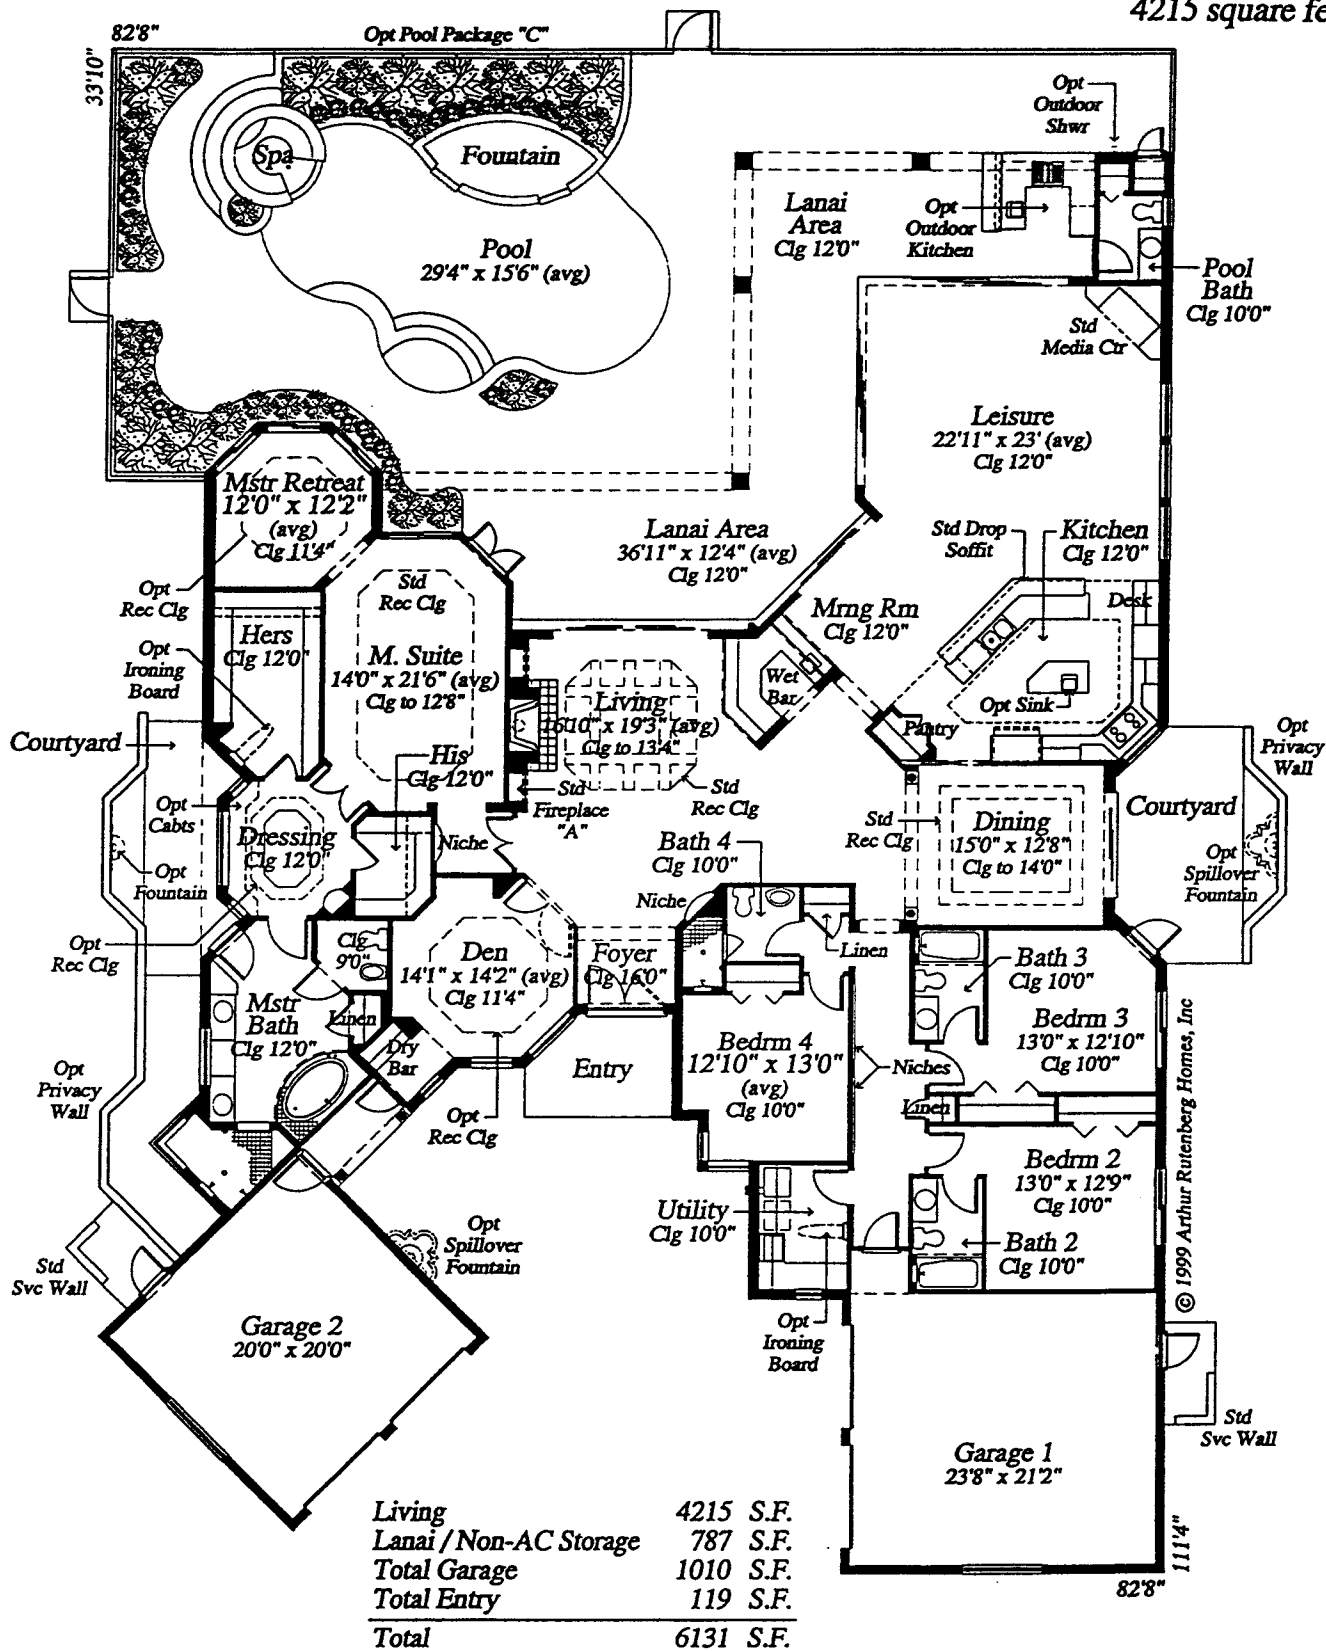 4215 square fe
82'8"
Opt Pool Package "C"
33'10"
Opt
Outdoor
Shwr
Spa
Fountain
Pool
29'4" x 15'6" (avg)
Lanai
Area
Clg 12'0"
Opt
Outdoor
Kitchen
Pool
Bath
Clg 10'0"
Std
Media Ctr
Leisure
22'11" x 23' (avg)
Clg 12'0"
Mstr Retreat
12'0" x 12'2"
(avg)
Clg 11'4"
Lanai Area
36'11" x 12'4" (avg)
Clg 12'0"
Std Drop
Soffit
Kitchen
Clg 12'0"
Opt
Rec Clg
Std
Rec Clg
Desk
Mrng Rm
Clg 12'0"
Hers
Clg 12'0"
Opt
Ironing
Board
M. Suite
14'0" x 21'6" (avg)
Clg to 12'8"
Wet
Bar
Living
16'10" x 19'3" (avg)
Clg to 13'4"
Opt Sink
Pantry
Courtyard
Opt
Privacy
Wall
His
Clg 12'0"
Std
Fireplace
"A"
Std
Rec Clg
Opt
Cabts
Courtyard
Std
Rec Clg
Dining
15'0" x 12'8"
Clg to 14'0"
Dressing
Clg 12'0"
Niche
Bath 4
Clg 10'0"
Opt
Fountain
Opt
Spillover
Fountain
Niche
Opt
Rec Clg
Clg
9'0"
Den
14'1" x 14'2" (avg)
Clg 11'4"
Foyer
Clg 16'0"
Linen
Bath 3
Clg 10'0"
Mstr
Bath
Clg 12'0"
Linen
Dry
Bar
Bedrm 3
13'0" x 12'10"
Clg 10'0"
Bedrm 4
12'10" x 13'0"
(avg)
Clg 10'0"
Niches
Entry
Opt
Privacy
Wall
Opt
Rec Clg
Linen
Bedrm 2
13'0" x 12'9"
Clg 10'0"
Utility
Clg 10'0"
Opt
Spillover
Fountain
Bath 2
Clg 10'0"
© 1999 Arthur Rutenberg Homes, Inc
Std
Svc Wall
Garage 2
20'0" x 20'0"
Opt
Ironing
Board
Std
Svc Wall
Garage 1
23'8" x 21'2"
111'4"
82'8"
Living 4215 S.F.
Lanai / Non-AC Storage 787 S.F.
Total Garage 1010 S.F.
Total Entry 119 S.F.
Total 6131 S.F.